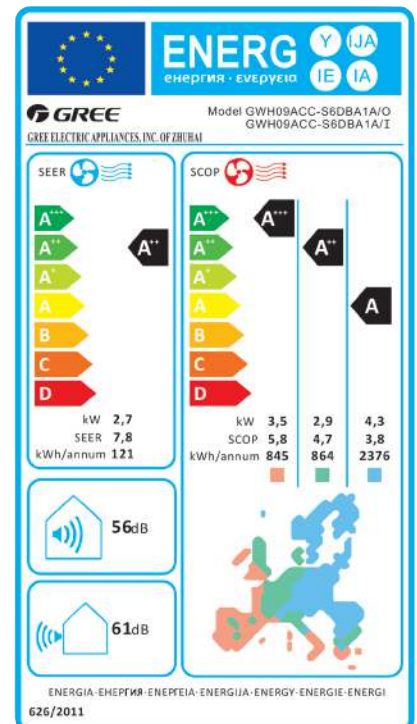 ENERG Y IJA
енергия · ενεργεια IE IA
GREE
Model GWH09ACC-S6DBA1A/O
GWH09ACC-S6DBA1A/I
GREE ELECTRIC APPLIANCES, INC. OF ZHUHAI
SEER
SCOP
A+++ A+++
A++ A++ A++
A+
A A
B
C
D
kW 2,7
SEER 7,8
kWh/annum 121
A+++
A++
A+
A
B
C
D
kW 3,5 2,9 4,3
SCOP 5,8 4,7 3,8
kWh/annum 845 864 2376
56dB
61dB
ENERGIA·ЕНЕРГИЯ·ΕΝΕΡΓΕΙΑ·ENERGIJA·ENERGY·ENERGIE·ENERGI
626/2011